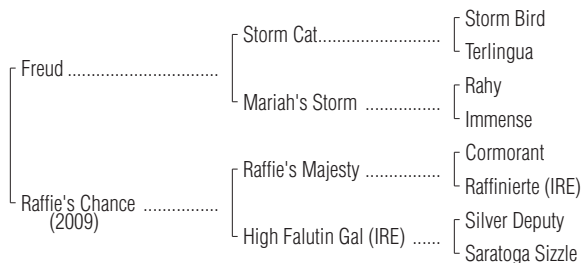 Storm Bird
Storm Cat..........................
Terlingua
Freud ................................
Rahy
Mariah's Storm ................
Immense
Cormorant
Raffie's Majesty ................
Raffinierte (IRE)
Raffie's Chance ................
(2009)
Silver Deputy
High Falutin Gal (IRE) ......
Saratoga Sizzle